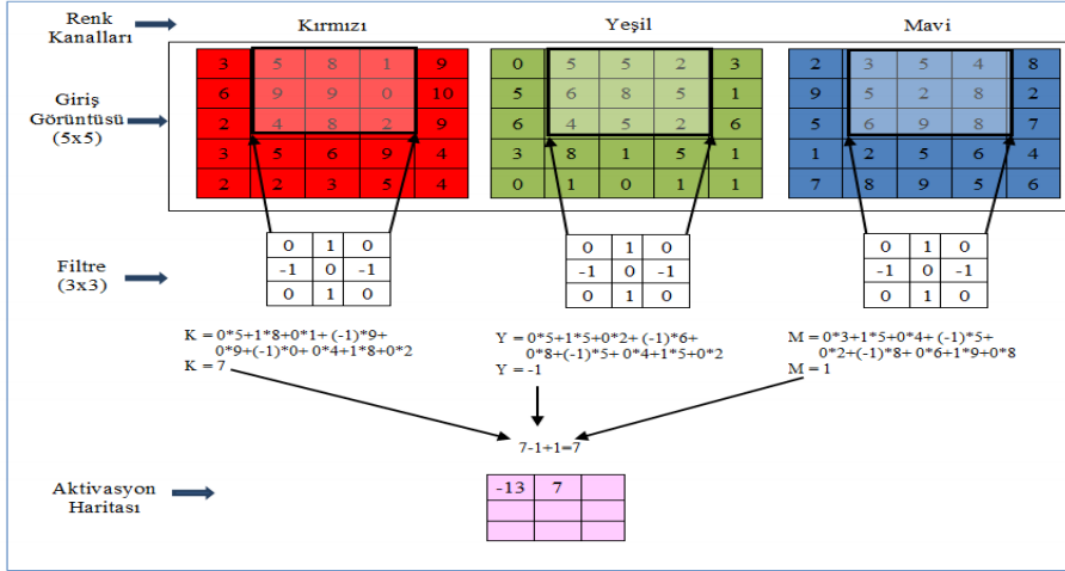 Renk
Kanalları
Kırmızı
Yeşil
Mavi
Giriş
Görüntüsü
(5x5)
3 5 8 1 9
6 9 9 0 10
2 4 8 2 9
3 5 6 9 4
2 2 3 5 4
0 5 5 2 3
5 6 8 5 1
6 4 5 2 6
3 8 1 5 1
0 1 0 1 1
2 3 5 4 8
9 5 2 8 2
5 6 9 8 7
1 2 5 6 4
7 8 9 5 6
Filtre
(3x3)
0 1 0
-1 0 -1
0 1 0
0 1 0
-1 0 -1
0 1 0
0 1 0
-1 0 -1
0 1 0
K = 0*5+1*8+0*1+ (-1)*9+
0*9+(-1)*0+ 0*4+1*8+0*2
K = 7
Y = 0*5+1*5+0*2+ (-1)*6+
0*8+(-1)*5+ 0*4+1*5+0*2
Y = -1
M = 0*3+1*5+0*4+ (-1)*5+
0*2+(-1)*8+ 0*6+1*9+0*8
M = 1
7-1+1=7
Aktivasyon
Haritası
-13 7